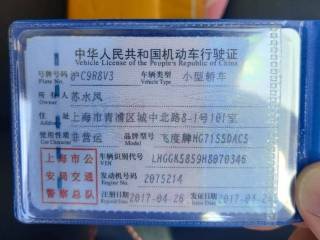 中华人民共和国机动车行驶证
Vehicle License of the People's Republic of China
号牌号码 沪C9R8V3 车辆类型 小型轿车
Plate No. Vehicle Type
所有人 苏水凤
Owner
住址 上海市青浦区城中北路8-1号101室
Address
使用性质 非营运 品牌型号 飞度牌HG7155DAC5
Use Character Model
上海市公安局交通警察总队
车辆识别代号 LHGGK5859H8070346
VIN
发动机号码 2075214
Engine No.
注册日期 2017-04-26 发证日期 2017-04-26